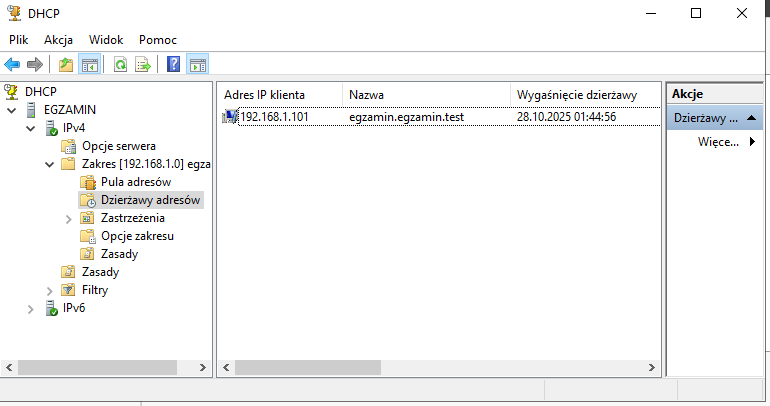 DHCP
Plik Akcja Widok Pomoc
DHCP
EGZAMIN
IPv4
Opcje serwera
Zakres [192.168.1.0] egza
Pula adresów
Dzierżawy adresów
Zastrzeżenia
Opcje zakresu
Zasady
Zasady
Filtry
IPv6
Adres IP klienta Nazwa Wygaśnięcie dzierżawy
192.168.1.101 egzamin.egzamin.test 28.10.2025 01:44:56
Akcje
Dzierżawy ...
Więce...